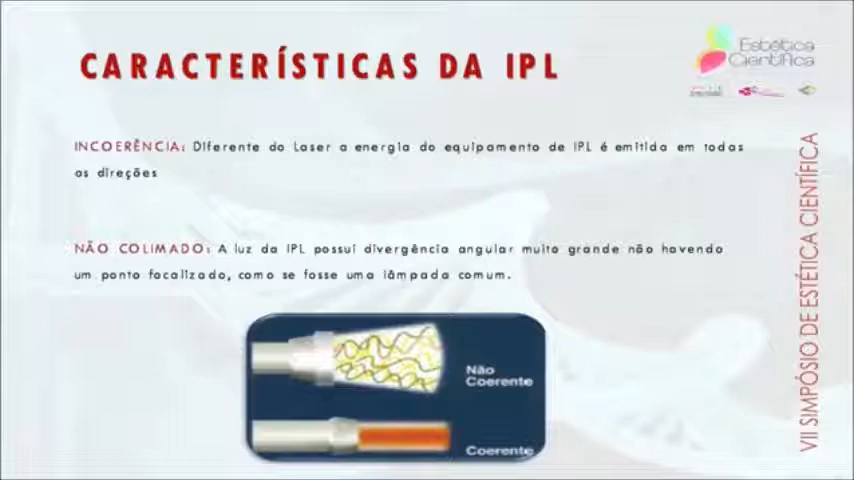 CARACTERÍSTICAS DA IPL
Estética
Científica
INCOERÊNCIA: Diferente do Laser a energia do equipamento de IPL é emitida em todas
as direções
NÃO COLIMADO: A luz da IPL possui divergência angular muito grande não havendo
um ponto focalizado, como se fosse uma lâmpada comum.
Não
Coerente
Coerente
VII SIMPÓSIO DE ESTÉTICA CIENTÍFICA